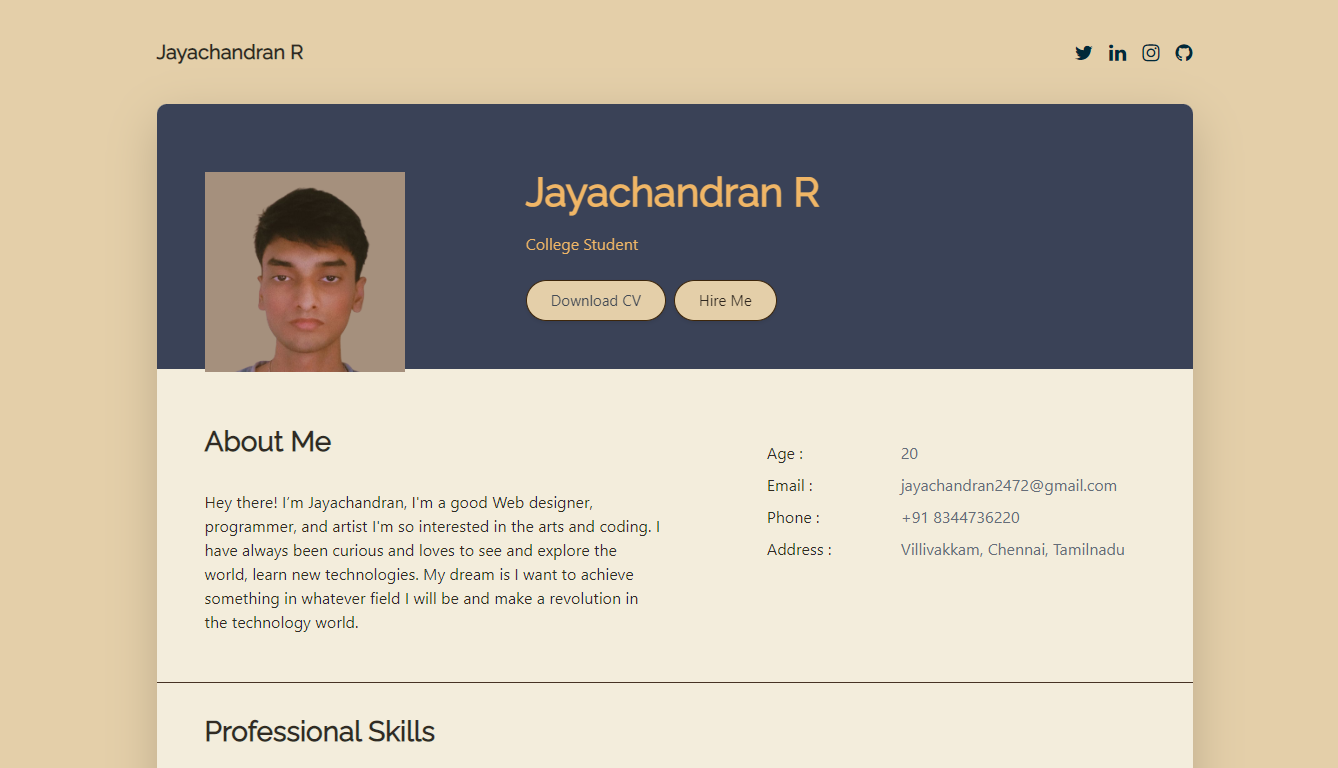 Jayachandran R
Jayachandran R
College Student
Download CV
Hire Me
About Me
Hey there! I’m Jayachandran, I'm a good Web designer,
programmer, and artist I'm so interested in the arts and coding. I
have always been curious and loves to see and explore the
world, learn new technologies. My dream is I want to achieve
something in whatever field I will be and make a revolution in
the technology world.
Age : 20
Email : jayachandran2472@gmail.com
Phone : +91 8344736220
Address : Villivakkam, Chennai, Tamilnadu
Professional Skills